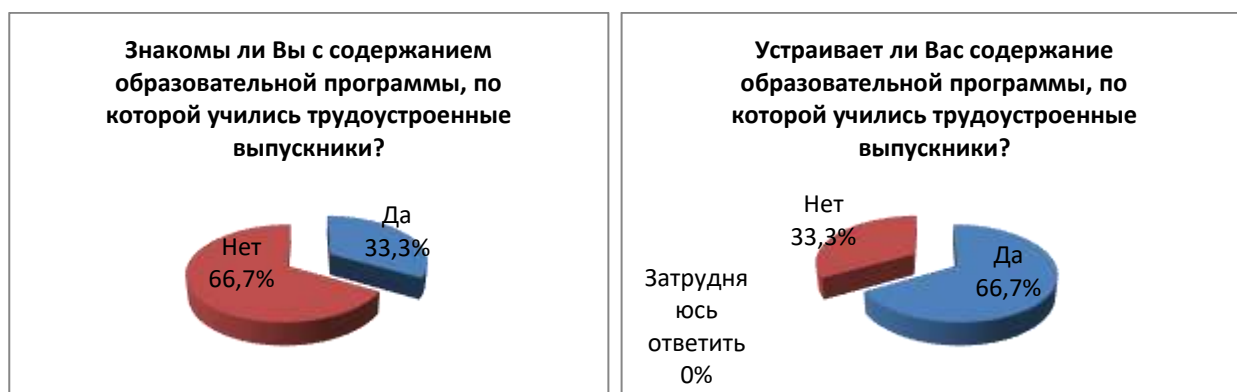 Знакомы ли Вы с содержанием
образовательной программы, по
которой учились трудоустроенные
выпускники?
Да
33,3%
Нет
66,7%
Устраивает ли Вас содержание
образовательной программы, по
которой учились трудоустроенные
выпускники?
Нет
33,3%
Да
66,7%
Затрудня
юсь
ответить
0%